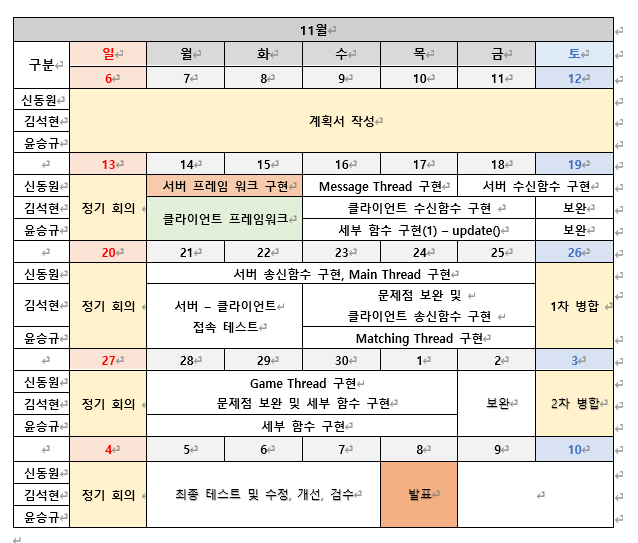 11월
구분 일 월 화 수 목 금 토
6 7 8 9 10 11 12
신동원
김석현 계획서 작성
윤승규
13 14 15 16 17 18 19
신동원 정기 회의 서버 프레임 워크 구현 Message Thread 구현 서버 수신함수 구현
김석현 클라이언트 프레임워크 클라이언트 수신함수 구현 보완
윤승규 세부 함수 구현(1) – update() 보완
20 21 22 23 24 25 26
신동원 정기 회의 서버 송신함수 구현, Main Thread 구현 1차 병합
김석현 서버 – 클라이언트 문제점 보완 및
접속 테스트 클라이언트 송신함수 구현
윤승규 Matching Thread 구현
27 28 29 30 1 2 3
신동원 정기 회의 Game Thread 구현 보완 2차 병합
김석현 문제점 보완 및 세부 함수 구현
윤승규 세부 함수 구현
4 5 6 7 8 9 10
신동원
김석현 정기 회의 최종 테스트 및 수정, 개선, 검수 발표
윤승규